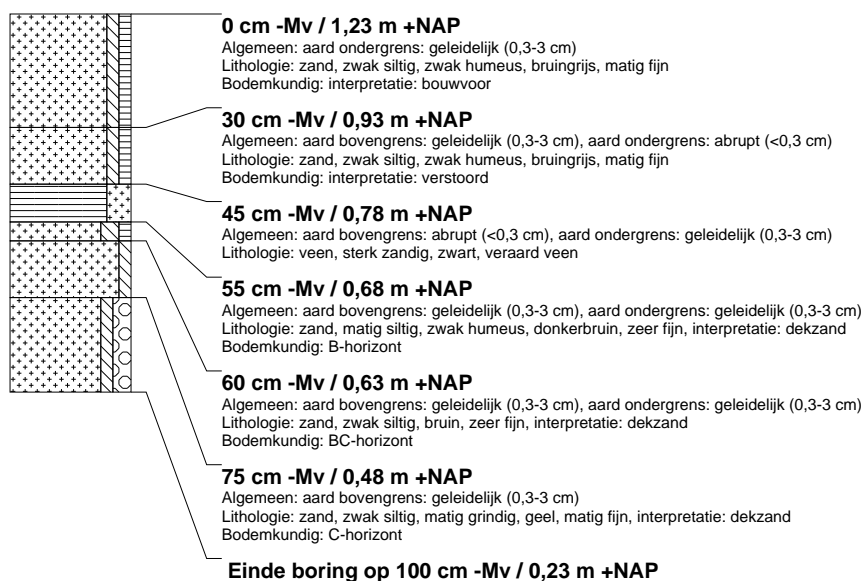 0 cm -Mv / 1,23 m +NAP
Algemeen: aard ondergrens: geleidelijk (0,3-3 cm)
Lithologie: zand, zwak siltig, zwak humeus, bruingrijs, matig fijn
Bodemkundig: interpretatie: bouwvoor
30 cm -Mv / 0,93 m +NAP
Algemeen: aard bovengrens: geleidelijk (0,3-3 cm), aard ondergrens: abrupt (<0,3 cm)
Lithologie: zand, zwak siltig, zwak humeus, bruingrijs, matig fijn
Bodemkundig: interpretatie: verstoord
45 cm -Mv / 0,78 m +NAP
Algemeen: aard bovengrens: abrupt (<0,3 cm), aard ondergrens: geleidelijk (0,3-3 cm)
Lithologie: veen, sterk zandig, zwart, veraard veen
55 cm -Mv / 0,68 m +NAP
Algemeen: aard bovengrens: geleidelijk (0,3-3 cm), aard ondergrens: geleidelijk (0,3-3 cm)
Lithologie: zand, matig siltig, zwak humeus, donkerbruin, zeer fijn, interpretatie: dekzand
Bodemkundig: B-horizont
60 cm -Mv / 0,63 m +NAP
Algemeen: aard bovengrens: geleidelijk (0,3-3 cm), aard ondergrens: geleidelijk (0,3-3 cm)
Lithologie: zand, zwak siltig, bruin, zeer fijn, interpretatie: dekzand
Bodemkundig: BC-horizont
75 cm -Mv / 0,48 m +NAP
Algemeen: aard bovengrens: geleidelijk (0,3-3 cm)
Lithologie: zand, zwak siltig, matig grindig, geel, matig fijn, interpretatie: dekzand
Bodemkundig: C-horizont
Einde boring op 100 cm -Mv / 0,23 m +NAP